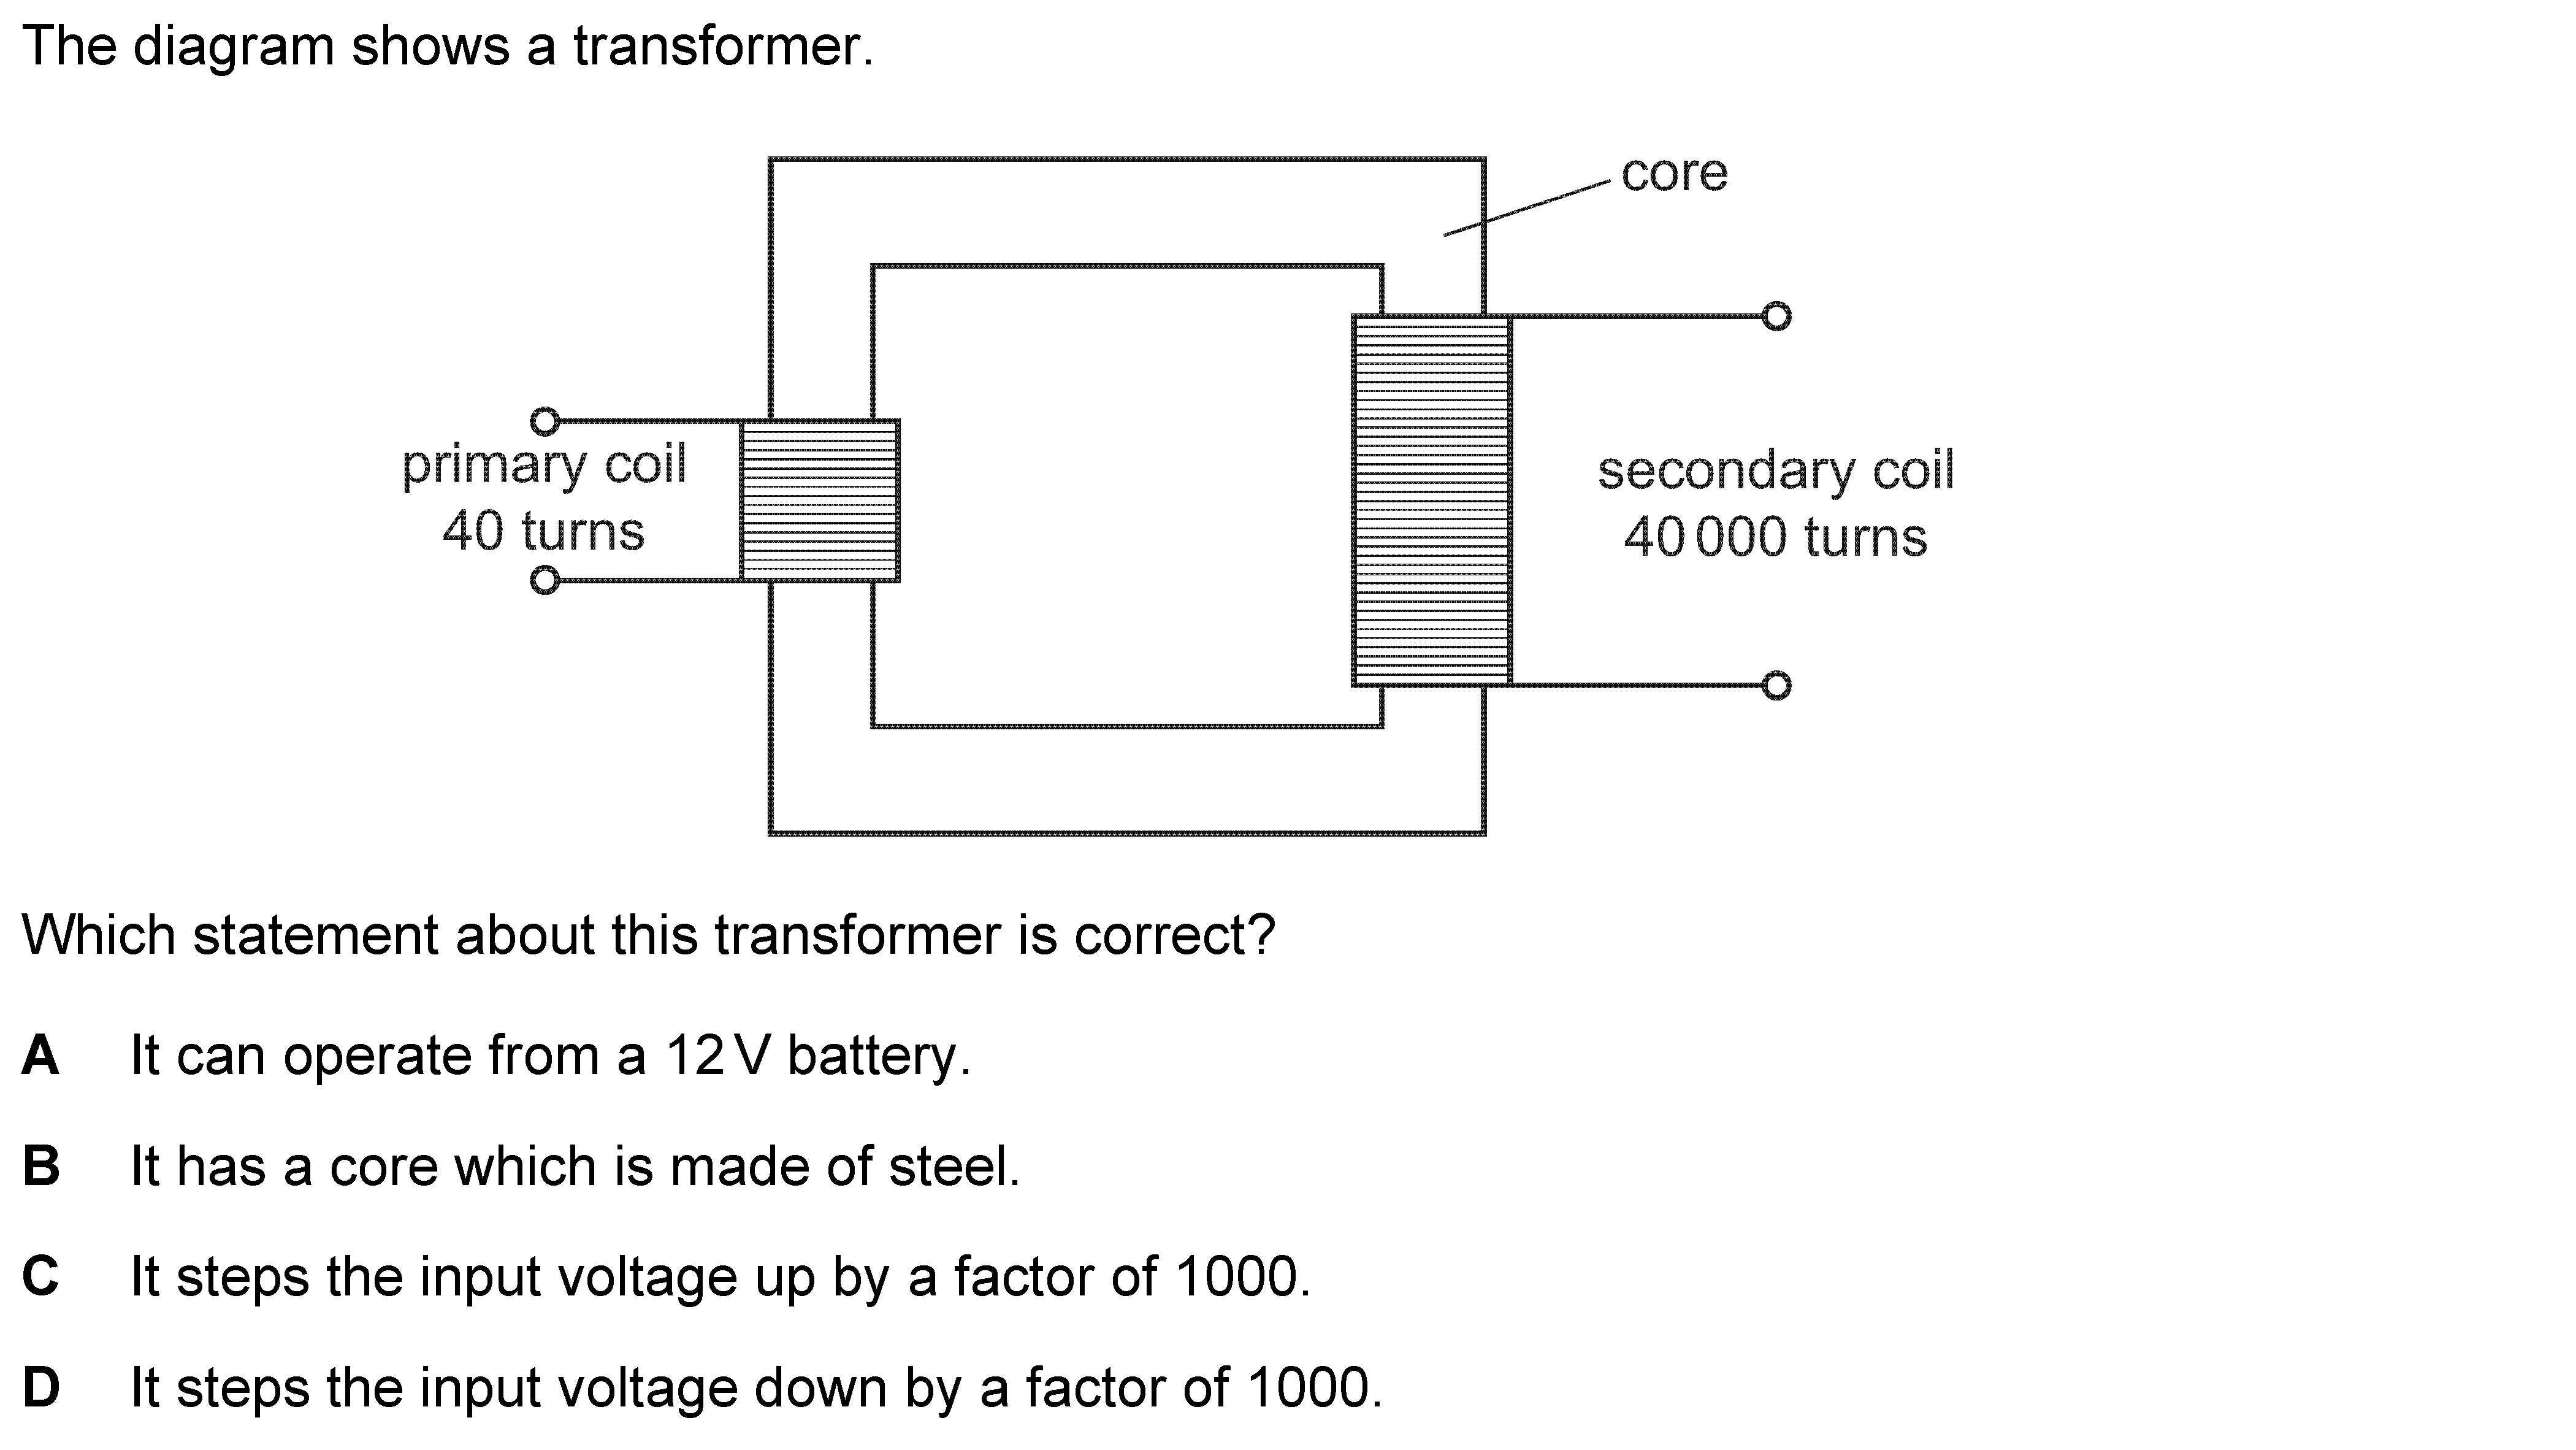 The diagram shows a transformer.
core
primary coil
40 turns
secondary coil
40 000 turns
Which statement about this transformer is correct?
A It can operate from a 12 V battery.
B It has a core which is made of steel.
C It steps the input voltage up by a factor of 1000.
D It steps the input voltage down by a factor of 1000.